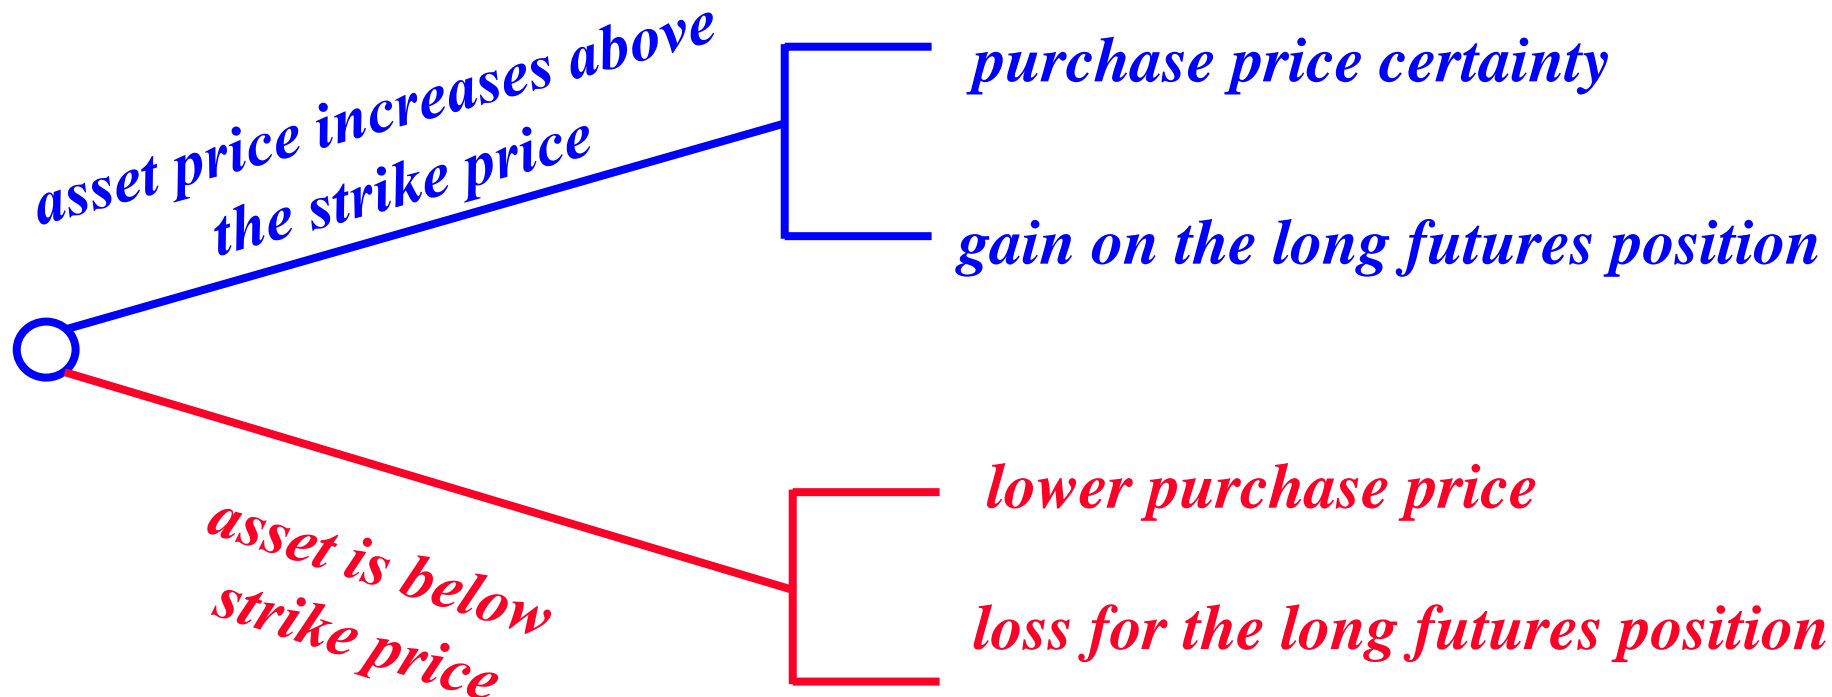 asset price increases above
the strike price
purchase price certainty
gain on the long futures position
asset is below
strike price
lower purchase price
loss for the long futures position